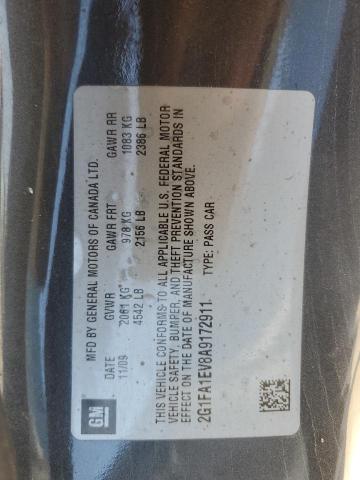 GM
MFD BY GENERAL MOTORS OF CANADA LTD.
DATE GVWR GAWR FRT GAWR RR
11/09 2061 KG 978 KG 1083 KG
4542 LB 2156 LB 2386 LB
THIS VEHICLE CONFORMS TO ALL APPLICABLE U.S. FEDERAL MOTOR
VEHICLE SAFETY, BUMPER, AND THEFT PREVENTION STANDARDS IN
EFFECT ON THE DATE OF MANUFACTURE SHOWN ABOVE.
2G1FA1EV8A9172911 TYPE: PASS CAR